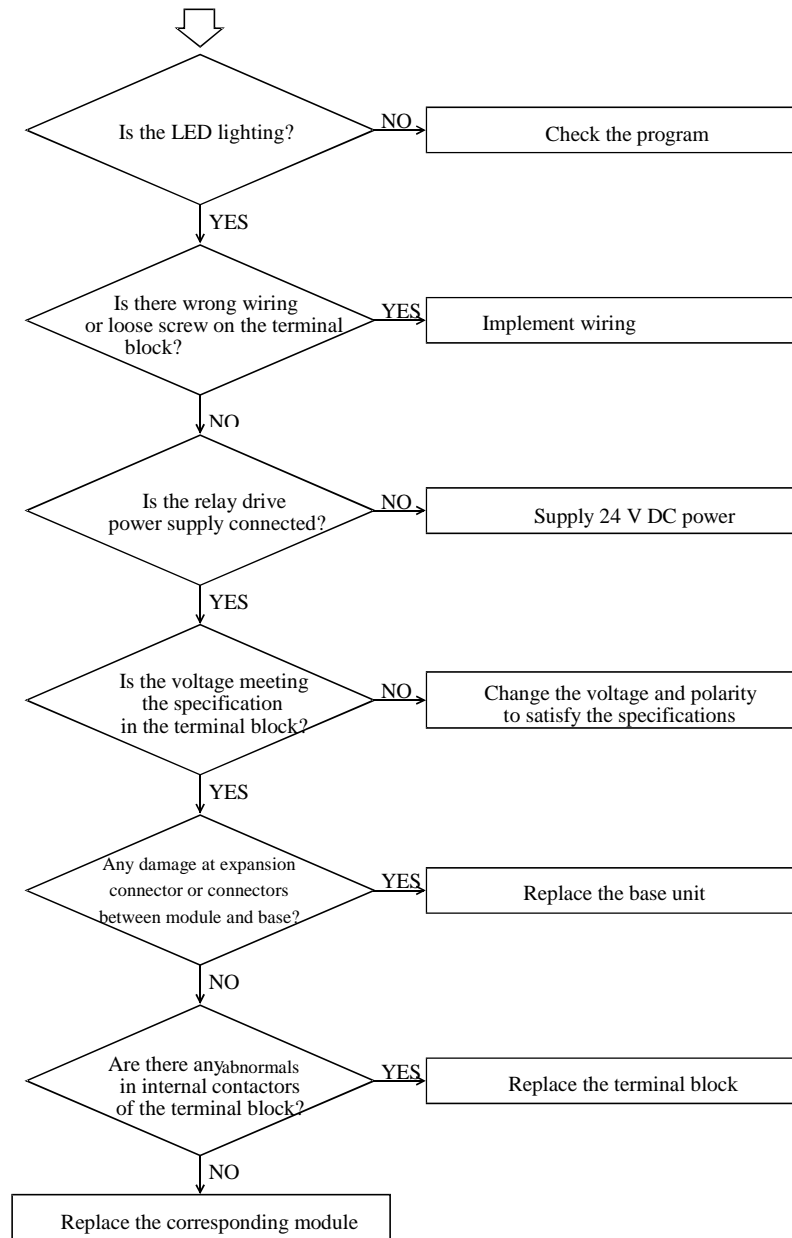 Is the LED lighting?
NO
Check the program
YES
Is there wrong wiring
or loose screw on the terminal
block?
YES
Implement wiring
NO
Is the relay drive
power supply connected?
NO
Supply 24 V DC power
YES
Is the voltage meeting
the specification
in the terminal block?
NO
Change the voltage and polarity
to satisfy the specifications
YES
Any damage at expansion
connector or connectors
between module and base?
YES
Replace the base unit
NO
Are there any abnormals
in internal contactors
of the terminal block?
YES
Replace the terminal block
NO
Replace the corresponding module